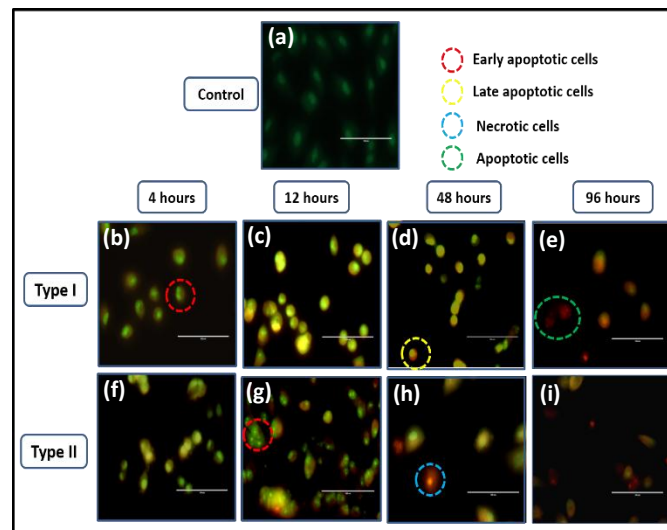 (a)
Control
Early apoptotic cells
Late apoptotic cells
Necrotic cells
Apoptotic cells
4 hours
12 hours
48 hours
96 hours
Type I
(b)
(c)
(d)
(e)
Type II
(f)
(g)
(h)
(i)